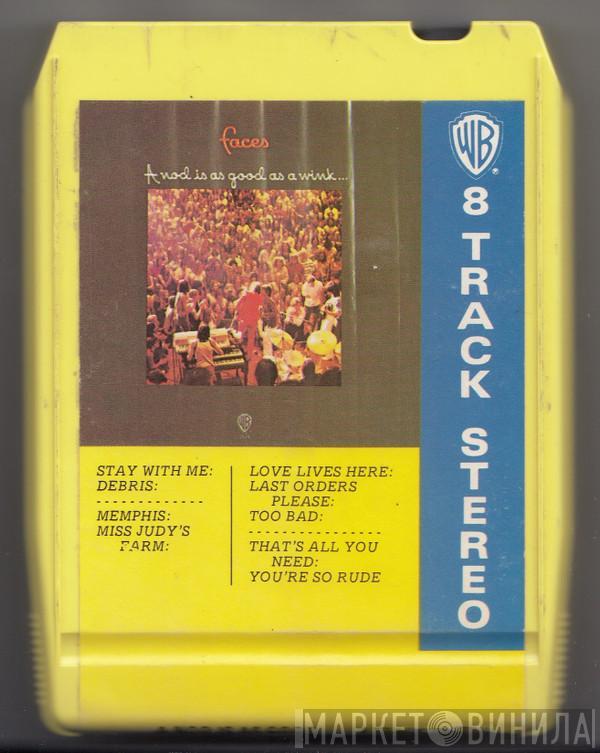 faces
A nod is as good as a wink...
WB
STAY WITH ME:
DEBRIS:
MEMPHIS:
MISS JUDY'S
FARM:
LOVE LIVES HERE:
LAST ORDERS
PLEASE:
TOO BAD:
THAT'S ALL YOU
NEED:
YOU'RE SO RUDE
WB
8 TRACK STEREO
МАРКЕТ ВИНИЛА